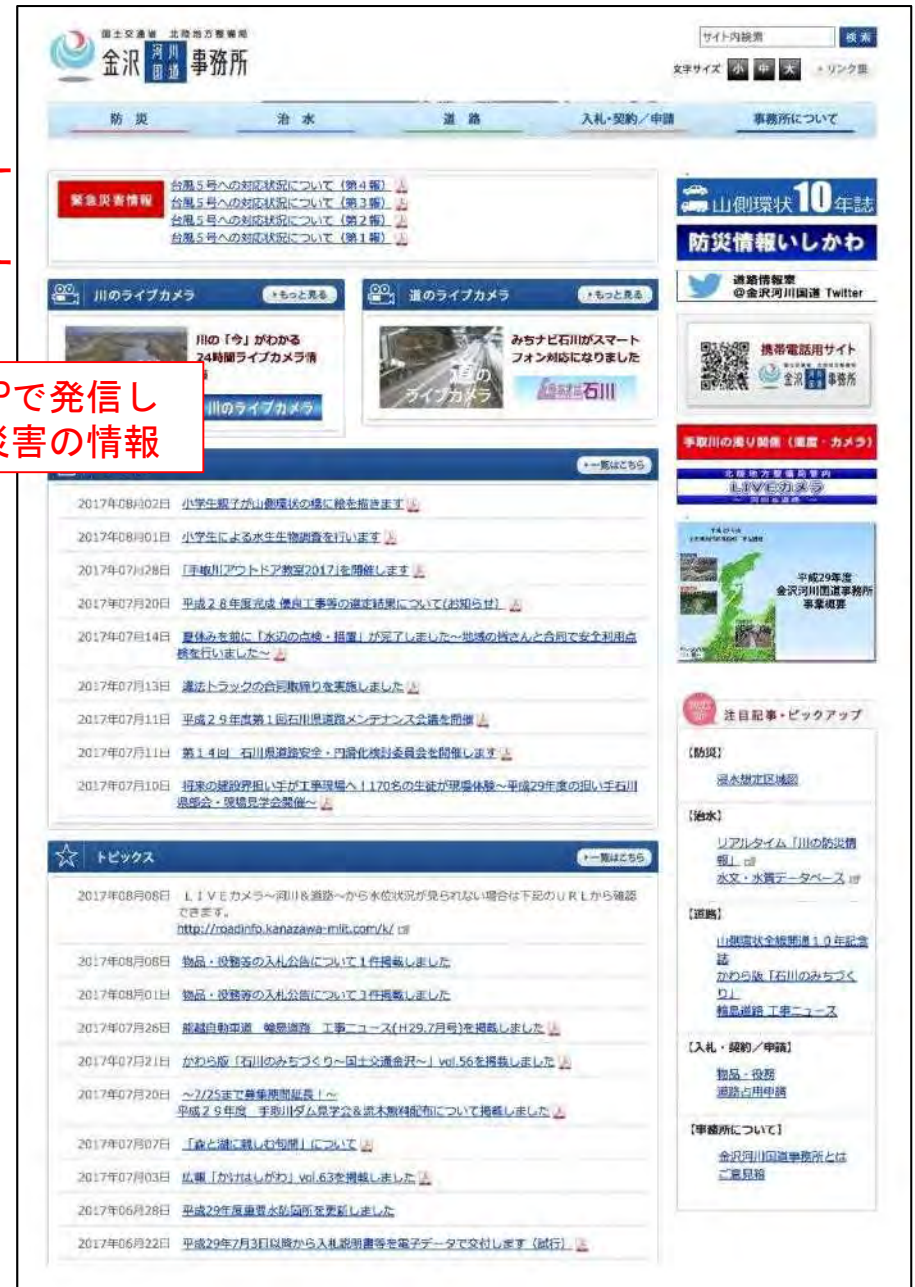 国土交通省 北陸地方整備局
金沢河川国道事務所
サイト内検索 検索
文字サイズ 小 中 大 リンク集
防災 治水 道路 入札・契約／申請 事務所について
緊急災害情報
台風５号への対応状況について（第４報）
台風５号への対応状況について（第３報）
台風５号への対応状況について（第２報）
台風５号への対応状況について（第１報）
川のライブカメラ もっと見る
川の「今」がわかる
24時間ライブカメラ情
川のライブカメラ
道のライブカメラ もっと見る
道の
ライブカメラ
みちナビ石川がスマート
フォン対応になりました
石川
Pで発信し
災害の情報
一覧はこちら
2017年08月02日 小学生親子が山側環状の橋に絵を描きます
2017年08月01日 小学生による水生生物調査を行います
2017年07月28日 「手取川アウトドア教室2017」を開催します
2017年07月20日 平成２８年度完成 優良工事等の選定結果について(お知らせ)
2017年07月14日 夏休みを前に「水辺の点検・措置」が完了しました～地域の皆さんと合同で安全利用点
検を行いました～
2017年07月13日 違法トラックの合同取締りを実施しました
2017年07月11日 平成２９年度第１回石川県道路メンテナンス会議を開催
2017年07月11日 第１４回 石川県道路安全・円滑化検討委員会を開催します
2017年07月10日 将来の建設界担い手が工事現場へ！170名の生徒が現場体験～平成29年度の担い手石川
県部会・現場見学会開催～
トピックス 一覧はこちら
2017年08月08日 ＬＩＶＥカメラ～河川＆道路～から水位状況が見られない場合は下記のＵＲＬから確認
できます。
http://roadinfo.kanazawa-mlit.com/k/
2017年08月08日 物品・役務等の入札公告について１件掲載しました
2017年08月01日 物品・役務等の入札公告について３件掲載しました
2017年07月26日 能越自動車道 輪島道路 工事ニュース(H29.7月号)を掲載しました
2017年07月21日 かわら版「石川のみちづくり～国土交通金沢～」vol.56を掲載しました
2017年07月20日 ～7/25まで募集期間延長！～
平成２９年度 手取川ダム見学会＆流木無料配布について掲載しました
2017年07月07日 「森と湖に親しむ旬間」について
2017年07月03日 広報「かけはしがわ」vol.63を掲載しました
2017年06月28日 平成29年度重要水防箇所を更新しました
2017年06月22日 平成29年7月3日以降から入札説明書等を電子データで交付します（試行）
山側環状10年誌
防災情報いしかわ
道路情報室
@金沢河川国道 Twitter
携帯電話用サイト
金沢河川国道事務所
手取川の濁り関係（濁度・カメラ）
北陸地方整備局管内
LIVEカメラ
～ 河川＆道路 ～
平成29年度
金沢河川国道事務所
事業概要
注目記事・ピックアップ
【防災】
浸水想定区域図
【治水】
リアルタイム「川の防災情
報」
水文・水質データベース
【道路】
山側環状全線開通１０年記念
誌
かわら版「石川のみちづく
り」
輪島道路 工事ニュース
【入札・契約／申請】
物品・役務
道路占用申請
【事務所について】
金沢河川国道事務所とは
ご意見箱